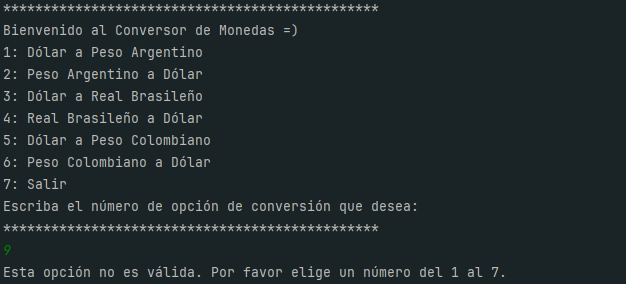 ***********************************************
Bienvenido al Conversor de Monedas =)
1: Dólar a Peso Argentino
2: Peso Argentino a Dólar
3: Dólar a Real Brasileño
4: Real Brasileño a Dólar
5: Dólar a Peso Colombiano
6: Peso Colombiano a Dólar
7: Salir
Escriba el número de opción de conversión que desea:
***********************************************
9
Esta opción no es válida. Por favor elige un número del 1 al 7.